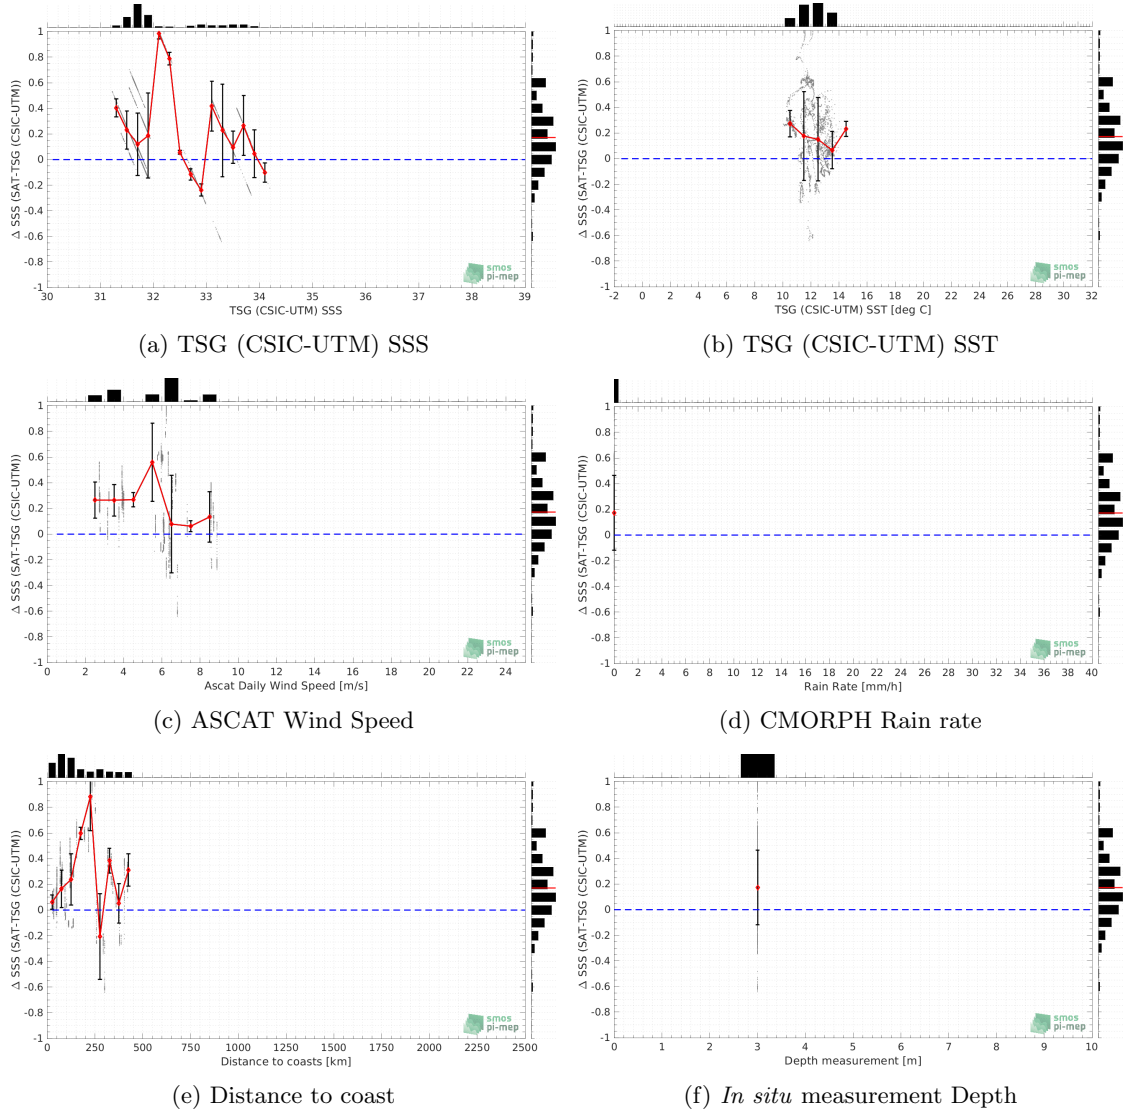 Δ SSS (SAT-TSG (CSIC-UTM))
1
0.8
0.6
0.4
0.2
0
-0.2
-0.4
-0.6
-0.8
-1
30 31 32 33 34 35 36 37 38 39
TSG (CSIC-UTM) SSS
smos
pi-mep
(a) TSG (CSIC-UTM) SSS
Δ SSS (SAT-TSG (CSIC-UTM))
1
0.8
0.6
0.4
0.2
0
-0.2
-0.4
-0.6
-0.8
-1
-2 0 2 4 6 8 10 12 14 16 18 20 22 24 26 28 30 32
TSG (CSIC-UTM) SST [deg C]
smos
pi-mep
(b) TSG (CSIC-UTM) SST
Δ SSS (SAT-TSG (CSIC-UTM))
1
0.8
0.6
0.4
0.2
0
-0.2
-0.4
-0.6
-0.8
-1
0 2 4 6 8 10 12 14 16 18 20 22 24
Ascat Daily Wind Speed [m/s]
smos
pi-mep
(c) ASCAT Wind Speed
Δ SSS (SAT-TSG (CSIC-UTM))
1
0.8
0.6
0.4
0.2
0
-0.2
-0.4
-0.6
-0.8
-1
0 2 4 6 8 10 12 14 16 18 20 22 24 26 28 30 32 34 36 38 40
Rain Rate [mm/h]
smos
pi-mep
(d) CMORPH Rain rate
Δ SSS (SAT-TSG (CSIC-UTM))
1
0.8
0.6
0.4
0.2
0
-0.2
-0.4
-0.6
-0.8
-1
0 250 500 750 1000 1250 1500 1750 2000 2250 2500
Distance to coasts [km]
smos
pi-mep
(e) Distance to coast
Δ SSS (SAT-TSG (CSIC-UTM))
1
0.8
0.6
0.4
0.2
0
-0.2
-0.4
-0.6
-0.8
-1
0 1 2 3 4 5 6 7 8 9 10
Depth measurement [m]
smos
pi-mep
(f) In situ measurement Depth